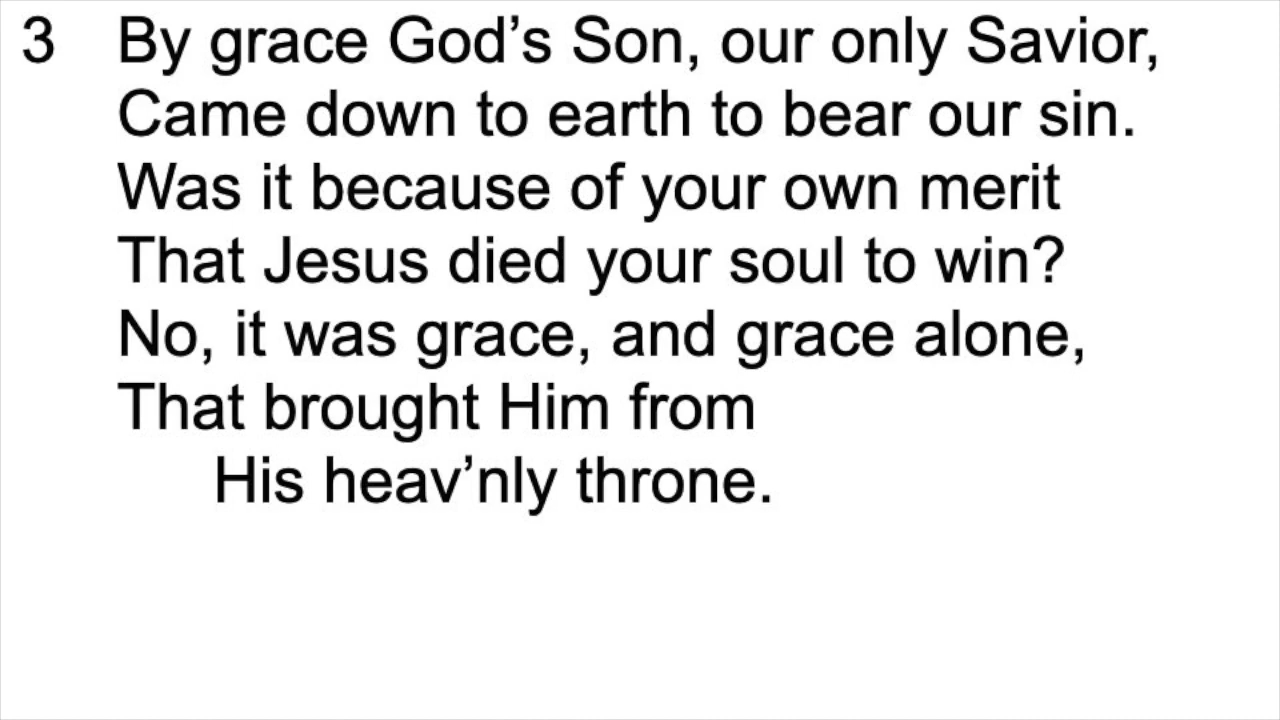 3 By grace God’s Son, our only Savior,
Came down to earth to bear our sin.
Was it because of your own merit
That Jesus died your soul to win?
No, it was grace, and grace alone,
That brought Him from
His heav’nly throne.